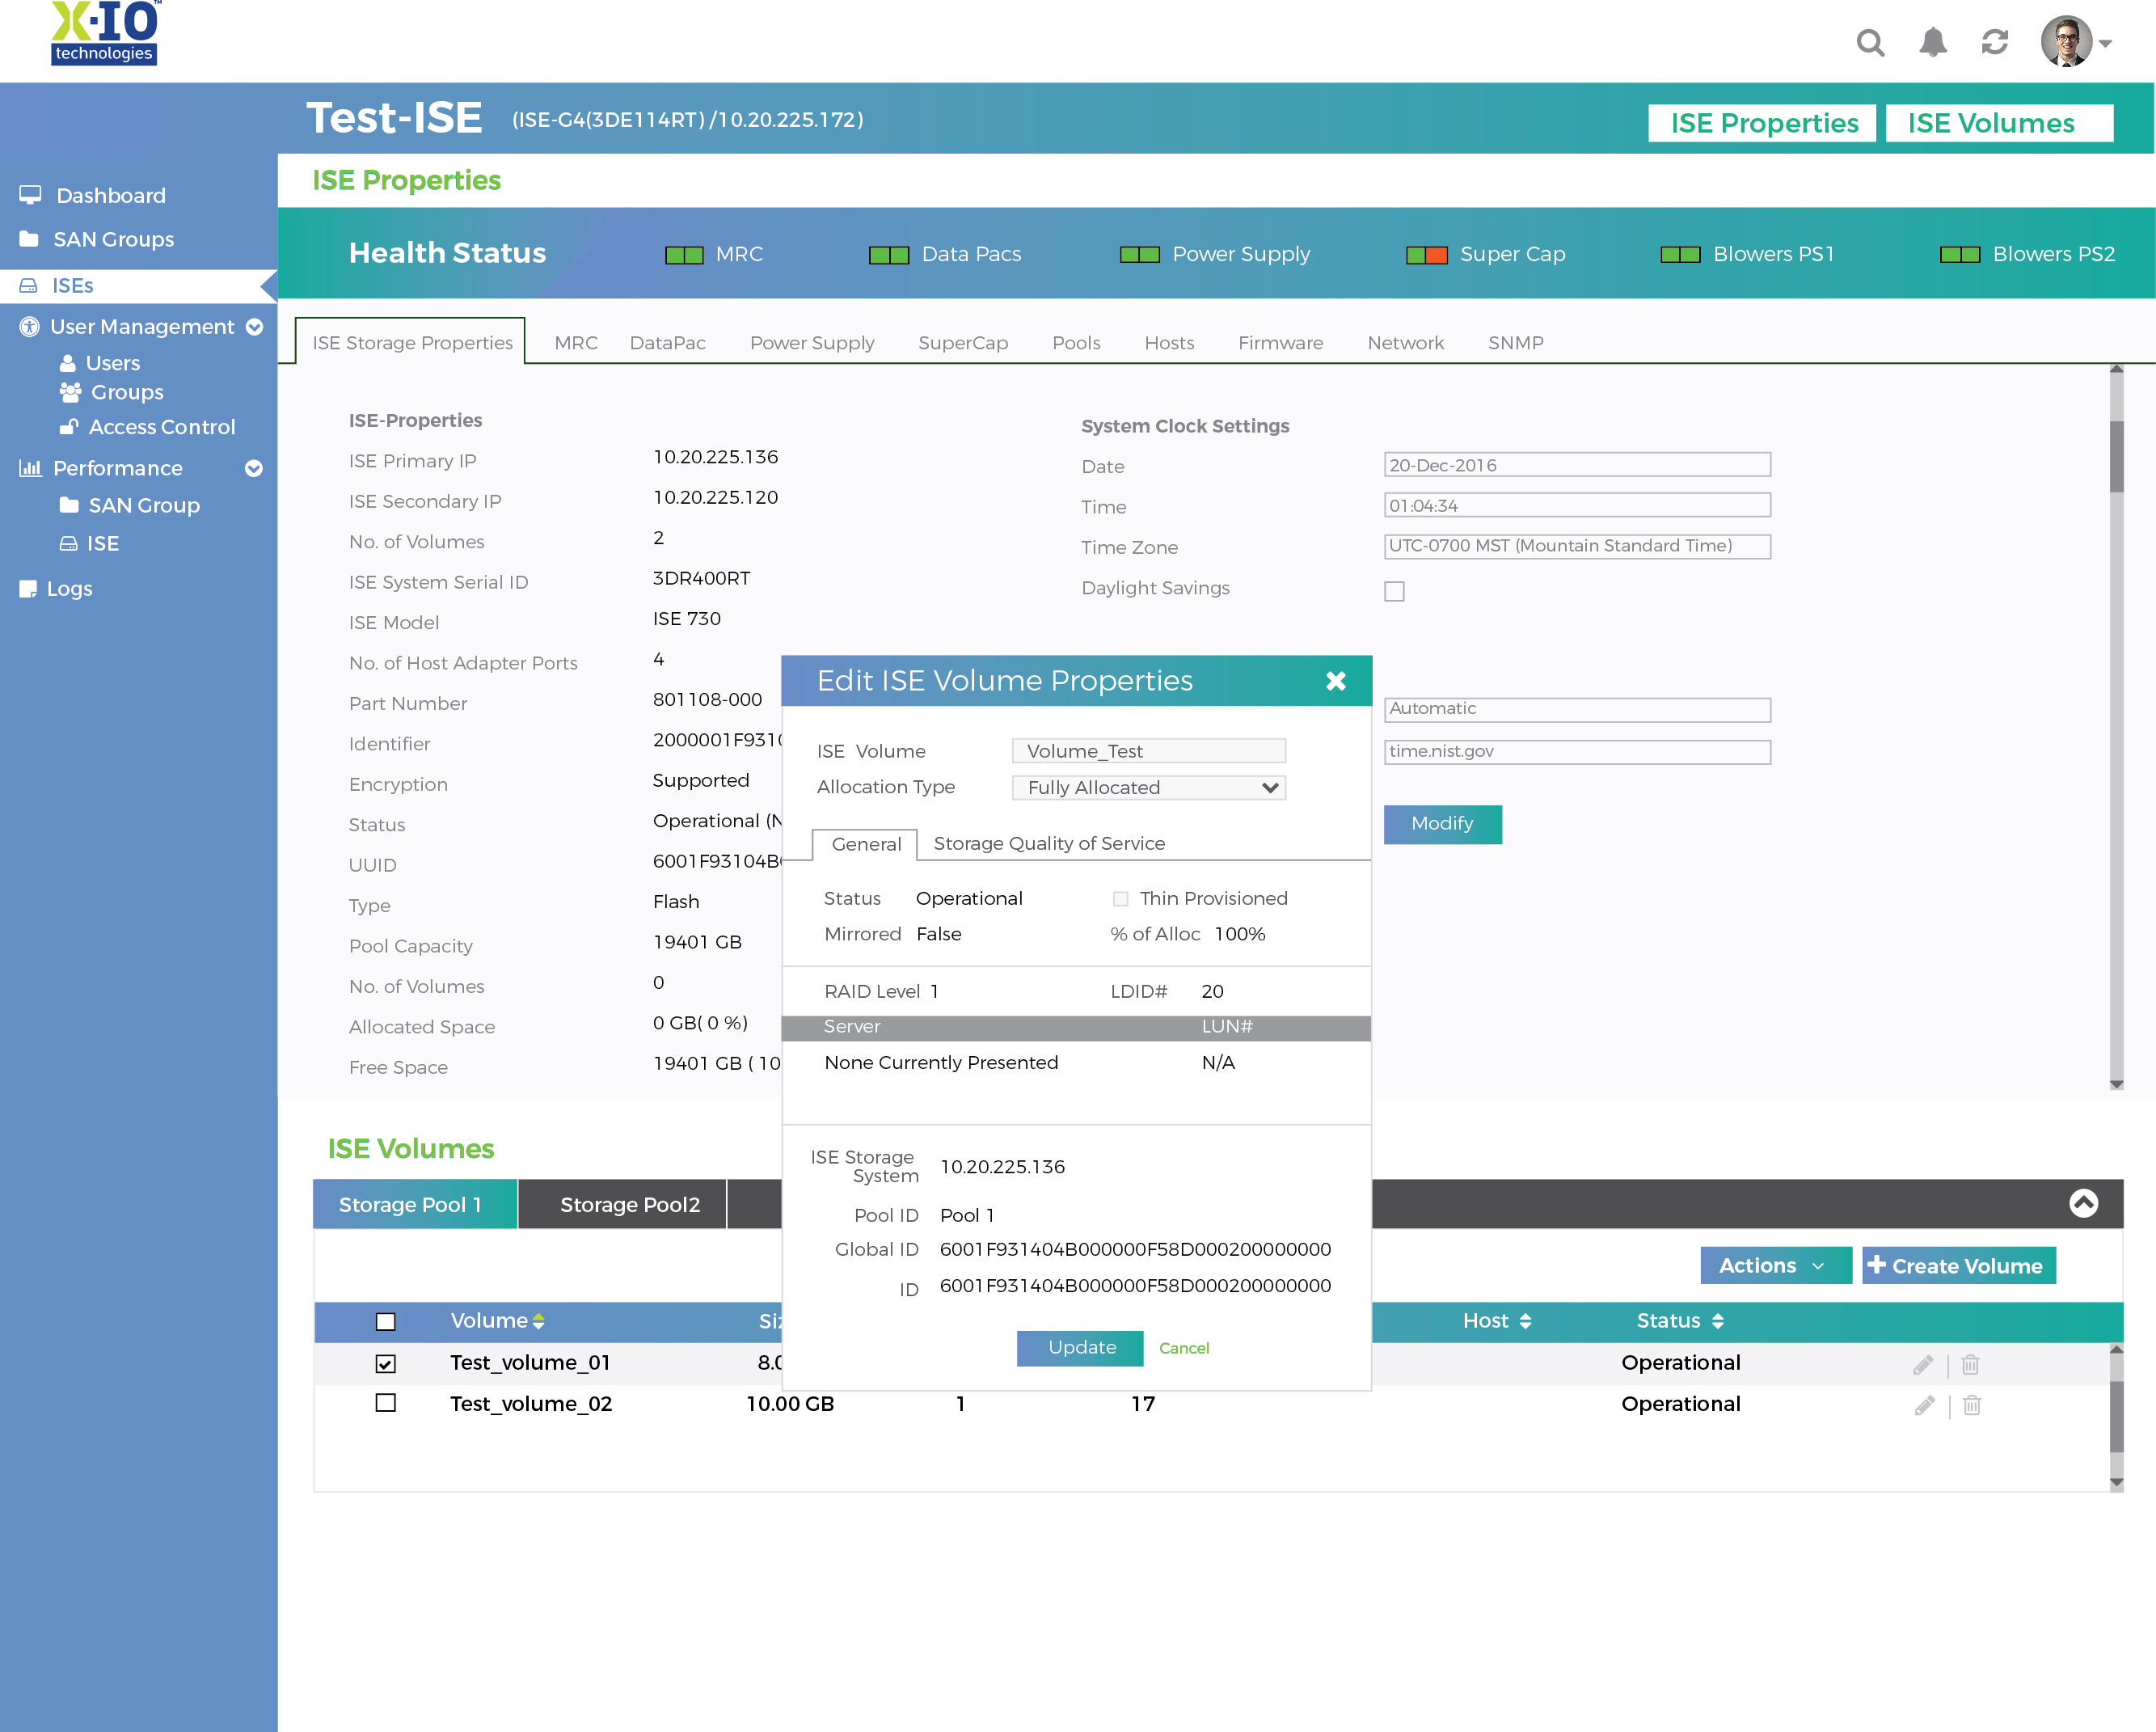 X-IO™
technologies
Test-ISE (ISE-G4(3DE114RT) /10.20.225.172)
ISE Properties
ISE Volumes
Dashboard
SAN Groups
ISEs
User Management
Users
Groups
Access Control
Performance
SAN Group
ISE
Logs
ISE Properties
Health Status
MRC
Data Pacs
Power Supply
Super Cap
Blowers PS1
Blowers PS2
ISE Storage Properties
MRC
DataPac
Power Supply
SuperCap
Pools
Hosts
Firmware
Network
SNMP
ISE-Properties
ISE Primary IP 10.20.225.136
ISE Secondary IP 10.20.225.120
No. of Volumes 2
ISE System Serial ID 3DR400RT
ISE Model ISE 730
No. of Host Adapter Ports 4
Part Number 801108-000
Identifier 2000001F931
Encryption Supported
Status Operational (N
UUID 6001F93104B
Type Flash
Pool Capacity 19401 GB
No. of Volumes 0
Allocated Space 0 GB( 0 %)
Free Space 19401 GB ( 10
System Clock Settings
Date 20-Dec-2016
Time 01:04:34
Time Zone UTC-0700 MST (Mountain Standard Time)
Daylight Savings
Automatic
time.nist.gov
Modify
Edit ISE Volume Properties
ISE Volume Volume_Test
Allocation Type Fully Allocated
General
Storage Quality of Service
Status Operational Thin Provisioned
Mirrored False % of Alloc 100%
RAID Level 1 LDID# 20
Server LUN#
None Currently Presented N/A
ISE Storage
System 10.20.225.136
Pool ID Pool 1
Global ID 6001F931404B000000F58D000200000000
ID 6001F931404B000000F58D000200000000
Update Cancel
ISE Volumes
Storage Pool 1
Storage Pool2
Actions
Create Volume
Volume Siz Host Status
Test_volume_01 8.0 Operational
Test_volume_02 10.00 GB 1 17 Operational